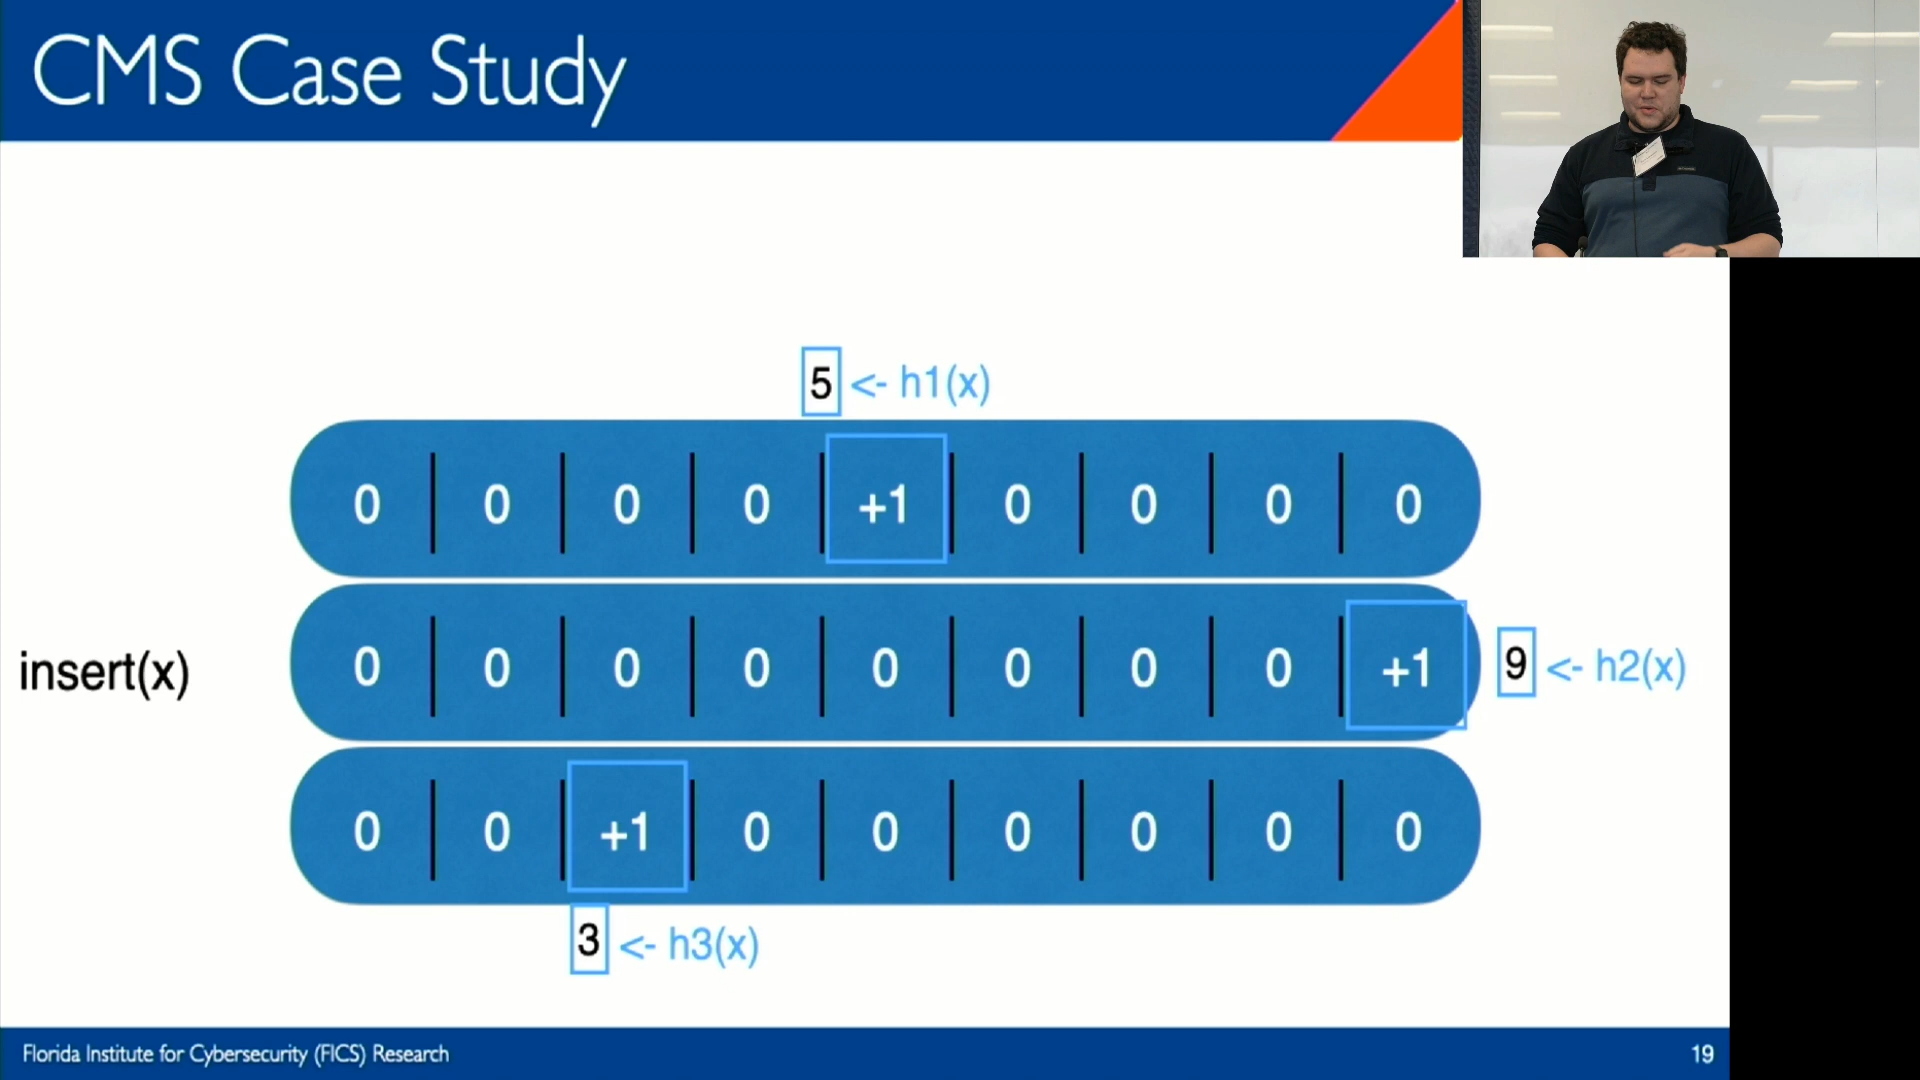 CMS Case Study
5 <- h1(x)
0 0 0 0 +1 0 0 0 0
insert(x) 0 0 0 0 0 0 0 0 +1 9 <- h2(x)
0 0 +1 0 0 0 0 0 0
3 <- h3(x)
Florida Institute for Cybersecurity (FICS) Research 19